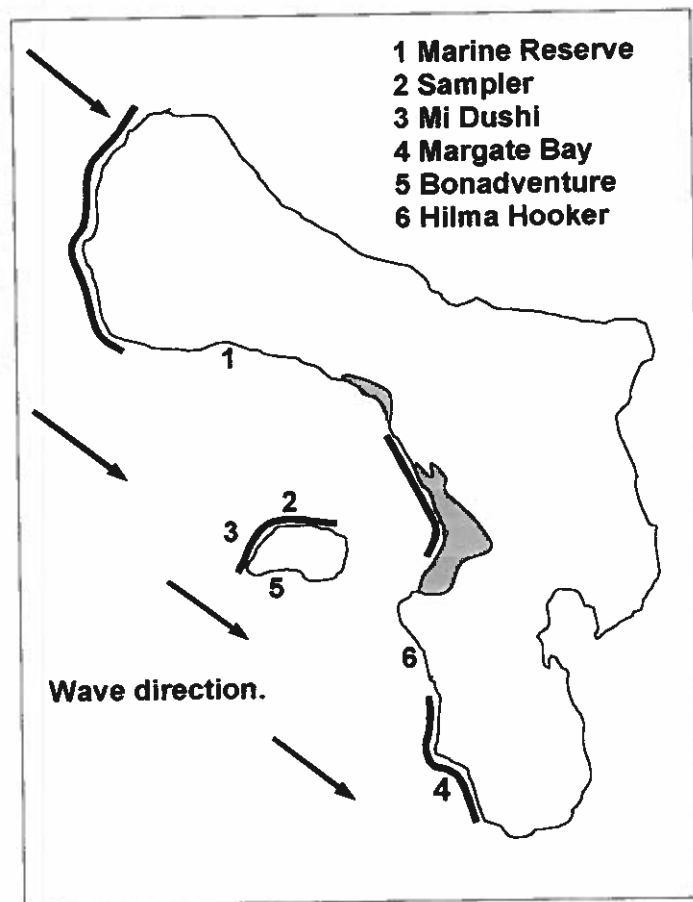 1 Marine Reserve
2 Sampler
3 Mi Dushi
4 Margate Bay
5 Bonadventure
6 Hilma Hooker
1
2
3
5
6
Wave direction.
4